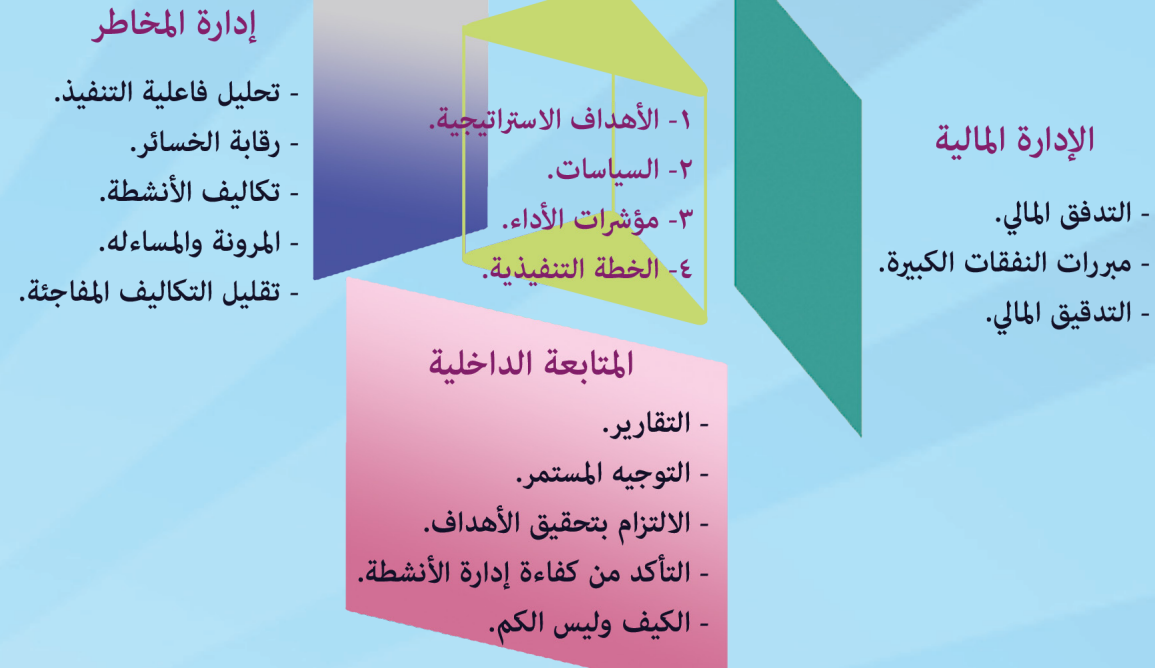 إدارة المخاطر
- تحليل فاعلية التنفيذ.
- رقابة الخسائر.
- تكاليف الأنشطة.
- المرونة والمساءله.
- تقليل التكاليف المفاجئة.
١- الأهداف الاستراتيجية.
٢- السياسات.
٣- مؤشرات الأداء.
٤- الخطة التنفيذية.
الإدارة المالية
- التدفق المالي.
- مبررات النفقات الكبيرة.
- التدقيق المالي.
المتابعة الداخلية
- التقارير.
- التوجيه المستمر.
- الالتزام بتحقيق الأهداف.
- التأكد من كفاءة إدارة الأنشطة.
- الكيف وليس الكم.